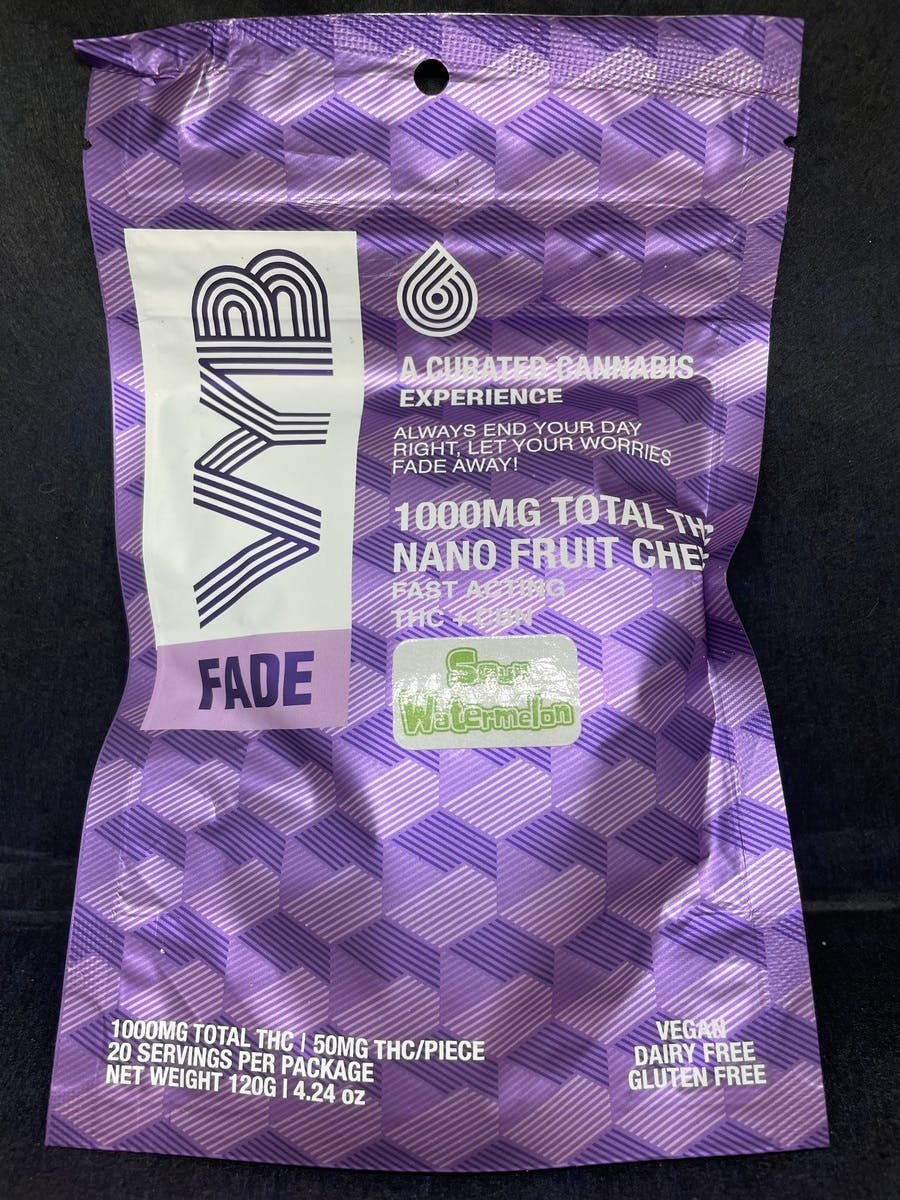 VMB
FADE
A CURATED CANNABIS
EXPERIENCE
ALWAYS END YOUR DAY
RIGHT, LET YOUR WORRIES
FADE AWAY!
1000MG TOTAL
NANO FRUIT
FAST ACTING
THC + CBN
Sour
Watermelon
1000MG TOTAL THC | 50MG THC/PIECE
20 SERVINGS PER PACKAGE
NET WEIGHT 120G | 4.24 oz
VEGAN
DAIRY FREE
GLUTEN FREE